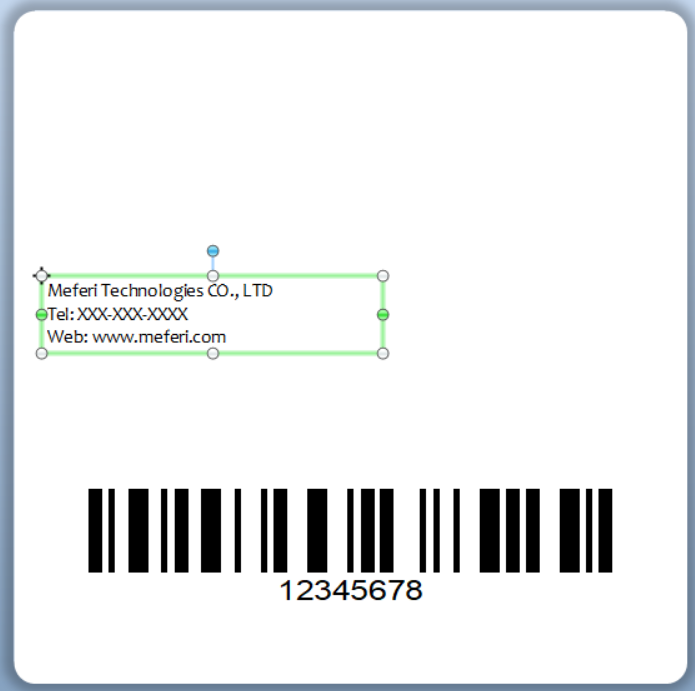 Meferi Technologies CO., LTD
Tel: XXX-XXX-XXXX
Web: www.meferi.com
12345678